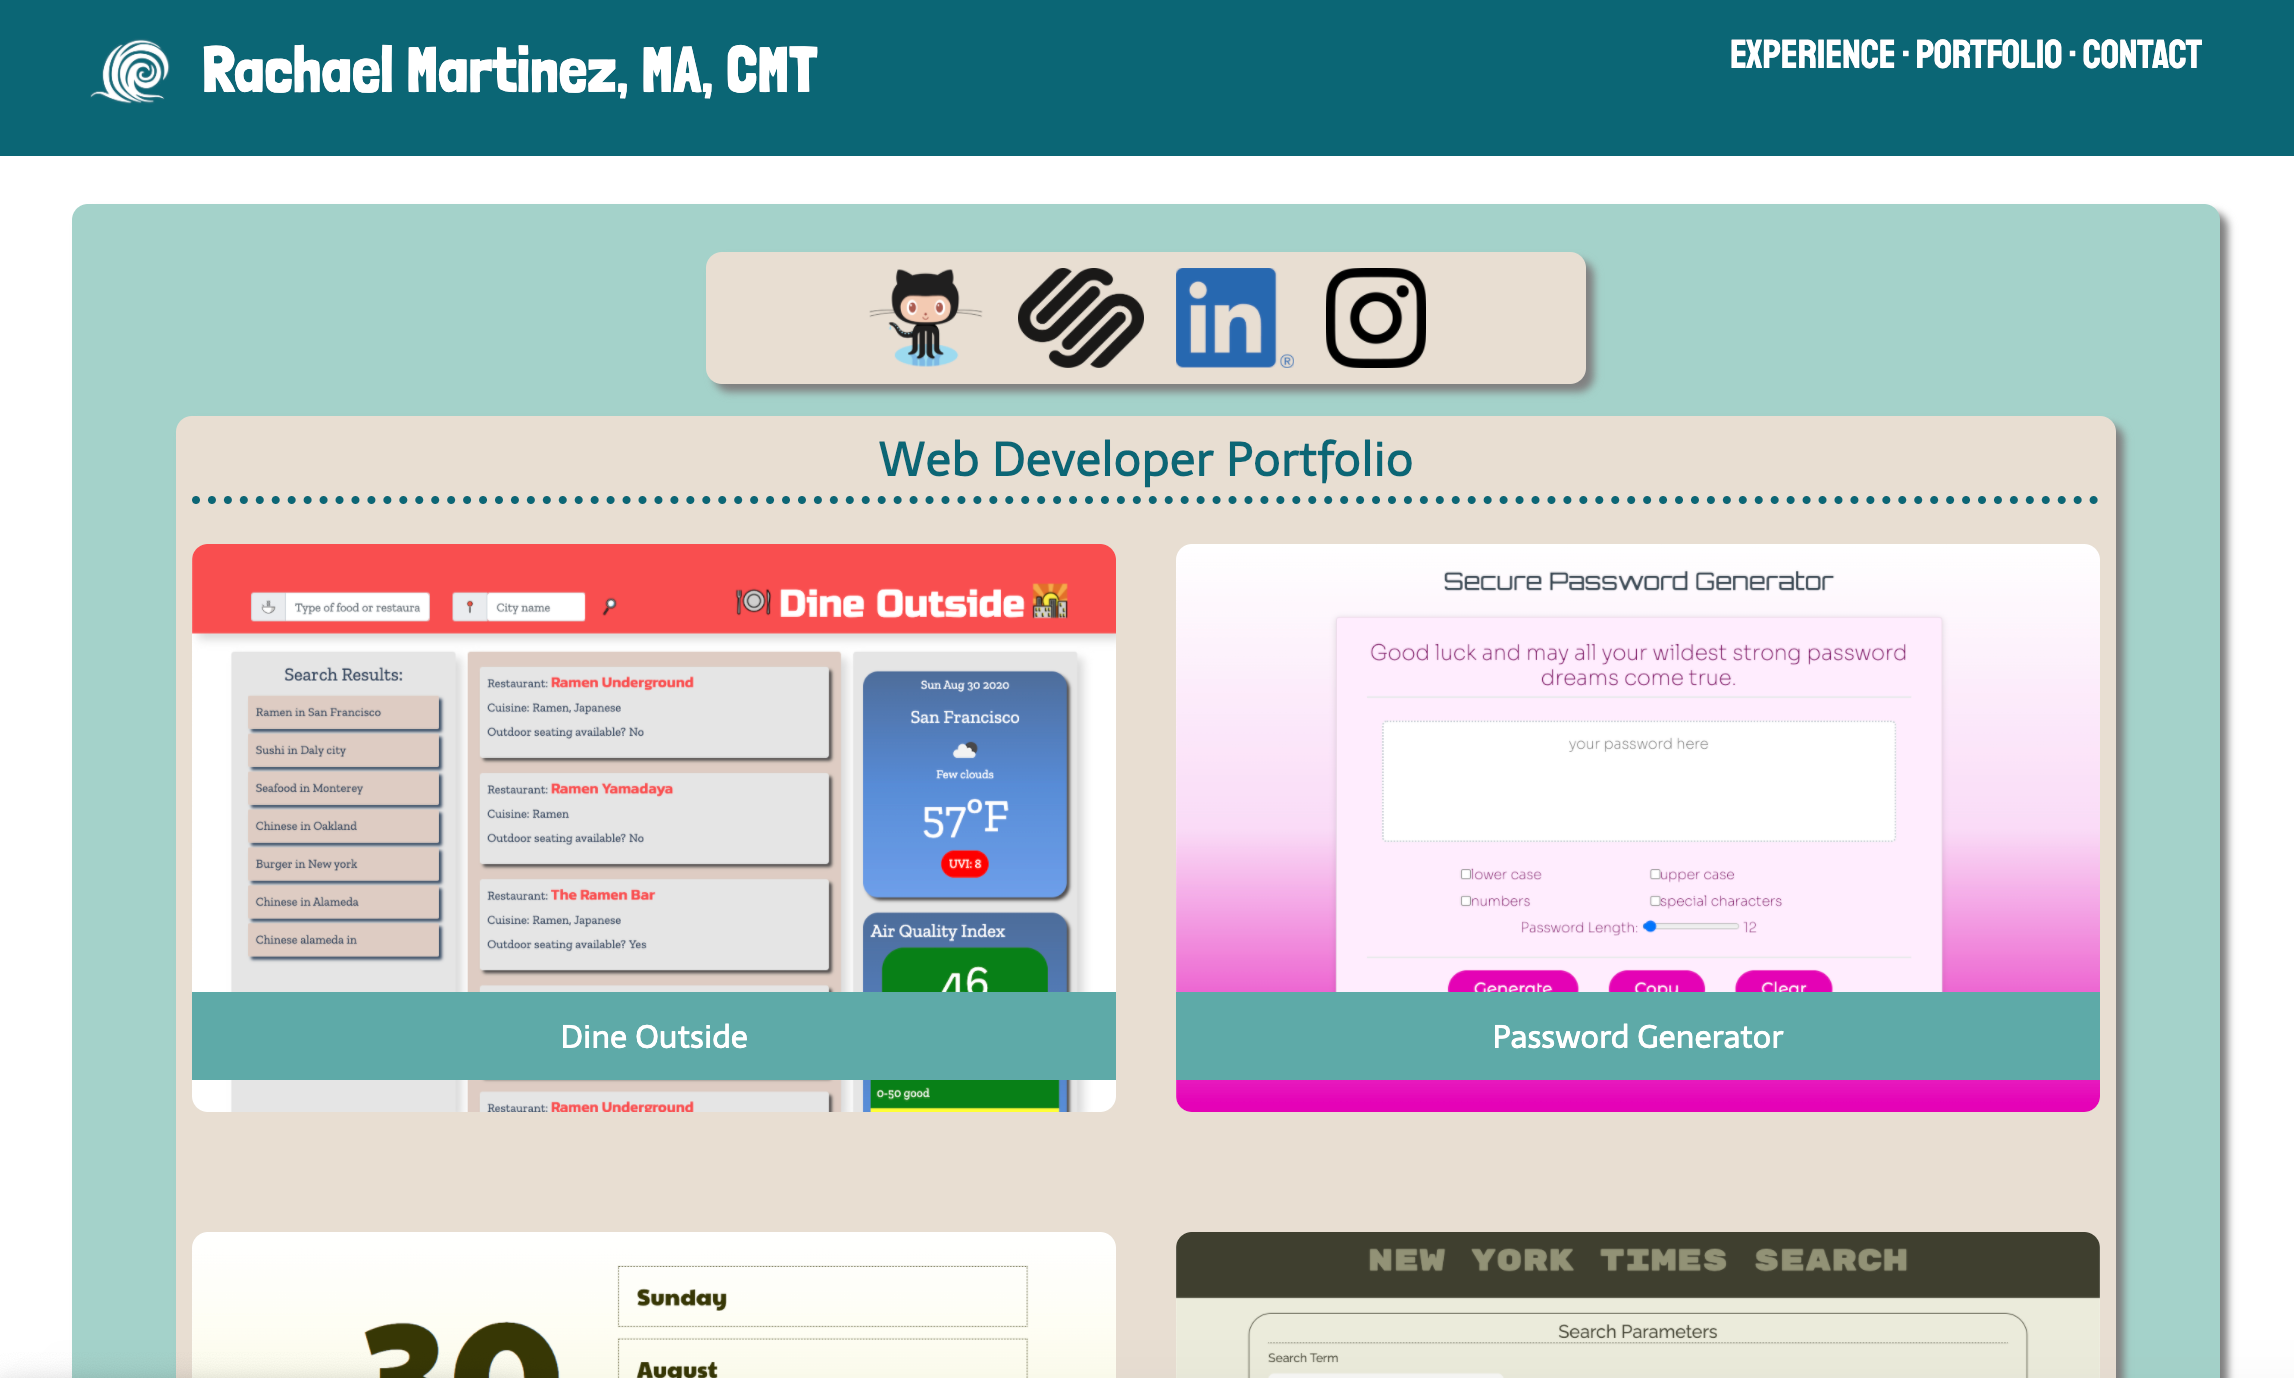 Rachael Martinez, MA, CMT
EXPERIENCE · PORTFOLIO · CONTACT
in
®
Web Developer Portfolio
Type of food or restaura
City name
Dine Outside
Search Results:
Ramen in San Francisco
Sushi in Daly city
Seafood in Monterey
Chinese in Oakland
Burger in New york
Chinese in Alameda
Chinese alameda in
Restaurant: Ramen Underground
Cuisine: Ramen, Japanese
Outdoor seating available? No
Restaurant: Ramen Yamadaya
Cuisine: Ramen
Outdoor seating available? No
Restaurant: The Ramen Bar
Cuisine: Ramen, Japanese
Outdoor seating available? Yes
Restaurant: Ramen Underground
Sun Aug 30 2020
San Francisco
Few clouds
57°F
UVI: 8
Air Quality Index
46
0-50 good
Dine Outside
Secure Password Generator
Good luck and may all your wildest strong password
dreams come true.
your password here
lower case
upper case
numbers
special characters
Password Length: 12
Generate
Copy
Clear
Password Generator
30
Sunday
August
NEW YORK TIMES SEARCH
Search Parameters
Search Term